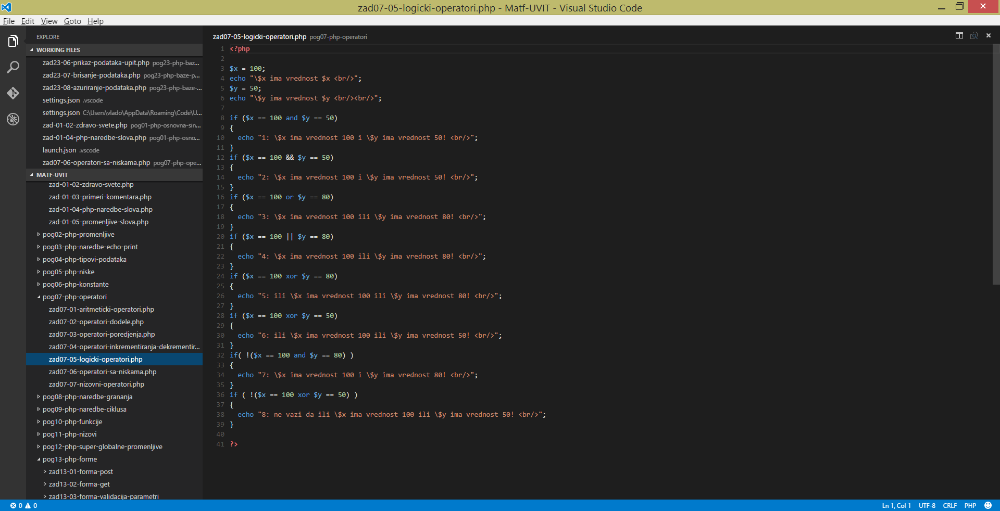 zad07-05-logicki-operatori.php - Matf-UVIT - Visual Studio Code
File Edit View Goto Help
EXPLORE
WORKING FILES
zad23-06-prikaz-podataka-upit.php pog23-php-baz...
zad23-07-brisanje-podataka.php pog23-php-baze-p...
zad23-08-azuriranje-podataka.php pog23-php-baze-...
settings.json .vscode
settings.json C:\Users\vlado\AppData\Roaming\Code\U...
zad-01-02-zdravo-svete.php pog01-php-osnovna-sin...
zad-01-04-php-naredbe-slova.php pog01-php-osno...
launch.json .vscode
zad07-06-operatori-sa-niskama.php pog07-php-ope...
MATF-UVIT
zad-01-02-zdravo-svete.php
zad-01-03-primeri-komentara.php
zad-01-04-php-naredbe-slova.php
zad-01-05-promenljive-slova.php
pog02-php-promenljive
pog03-php-naredbe-echo-print
pog04-php-tipovi-podataka
pog05-php-niske
pog06-php-konstante
pog07-php-operatori
zad07-01-aritmeticki-operatori.php
zad07-02-operatori-dodele.php
zad07-03-operatori-poredjenja.php
zad07-04-operatori-inkrementiranja-dekrementir...
zad07-05-logicki-operatori.php
zad07-06-operatori-sa-niskama.php
zad07-07-nizovni-operatori.php
pog08-php-naredbe-grananja
pog09-php-naredbe-ciklusa
pog10-php-funkcije
pog11-php-nizovi
pog12-php-super-globalne-promenljive
pog13-php-forme
zad13-01-forma-post
zad13-02-forma-get
zad13-03-forma-validacija-parametri
zad07-05-logicki-operatori.php pog07-php-operatori
1 <?php
2
3 $x = 100;
4 echo "\$x ima vrednost $x <br/>";
5 $y = 50;
6 echo "\$y ima vrednost $y <br/><br/>";
7
8 if ($x == 100 and $y == 50)
9 {
10   echo "1: \$x ima vrednost 100 i \$y ima vrednost 50! <br/>";
11 }
12 if ($x == 100 && $y == 50)
13 {
14   echo "2: \$x ima vrednost 100 i \$y ima vrednost 50! <br/>";
15 }
16 if ($x == 100 or $y == 80)
17 {
18   echo "3: \$x ima vrednost 100 ili \$y ima vrednost 80! <br/>";
19 }
20 if ($x == 100 || $y == 80)
21 {
22   echo "4: \$x ima vrednost 100 ili \$y ima vrednost 80! <br/>";
23 }
24 if ($x == 100 xor $y == 80)
25 {
26   echo "5: ili \$x ima vrednost 100 ili \$y ima vrednost 80! <br/>";
27 }
28 if ($x == 100 xor $y == 50)
29 {
30   echo "6: ili \$x ima vrednost 100 ili \$y ima vrednost 50! <br/>";
31 }
32 if( !($x == 100 and $y == 80) )
33 {
34   echo "7: \$x ima vrednost 100 i \$y ima vrednost 80! <br/>";
35 }
36 if ( !($x == 100 xor $y == 50) )
37 {
38   echo "8: ne vazi da ili \$x ima vrednost 100 ili \$y ima vrednost 50! <br/>";
39 }
40
41 ?>
0 0 Ln 1, Col 1 UTF-8 CRLF PHP